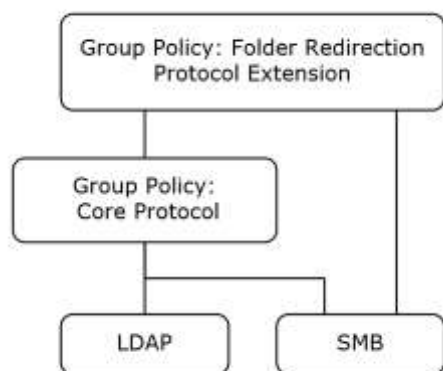 Group Policy: Folder Redirection
Protocol Extension
Group Policy:
Core Protocol
LDAP
SMB